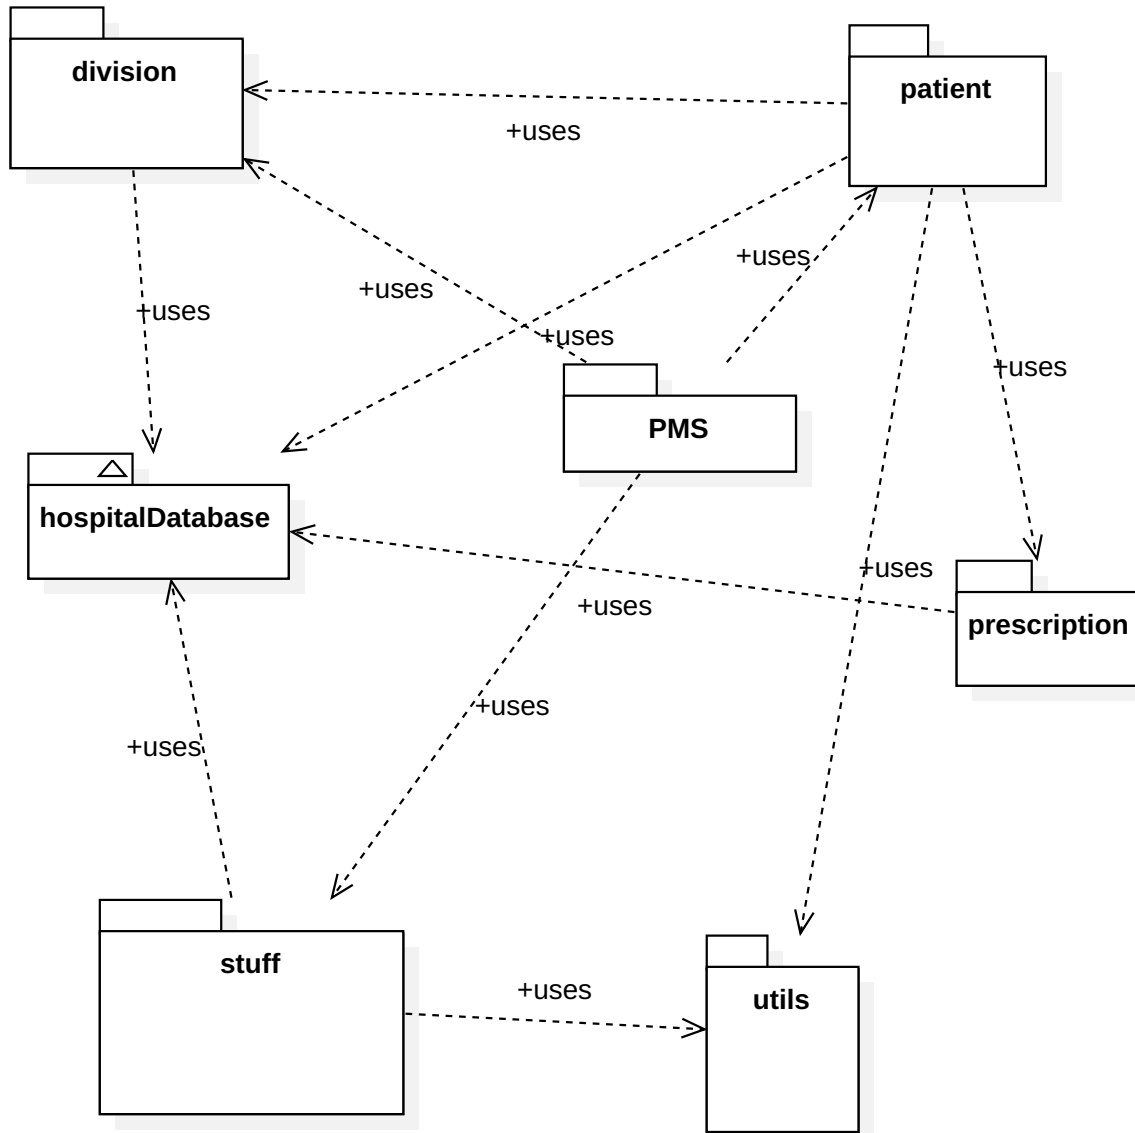 division
patient
+uses
+uses
+uses
+uses
+uses
+uses
PMS
hospitalDatabase
+uses
+uses
prescription
+uses
+uses
stuff
+uses
utils